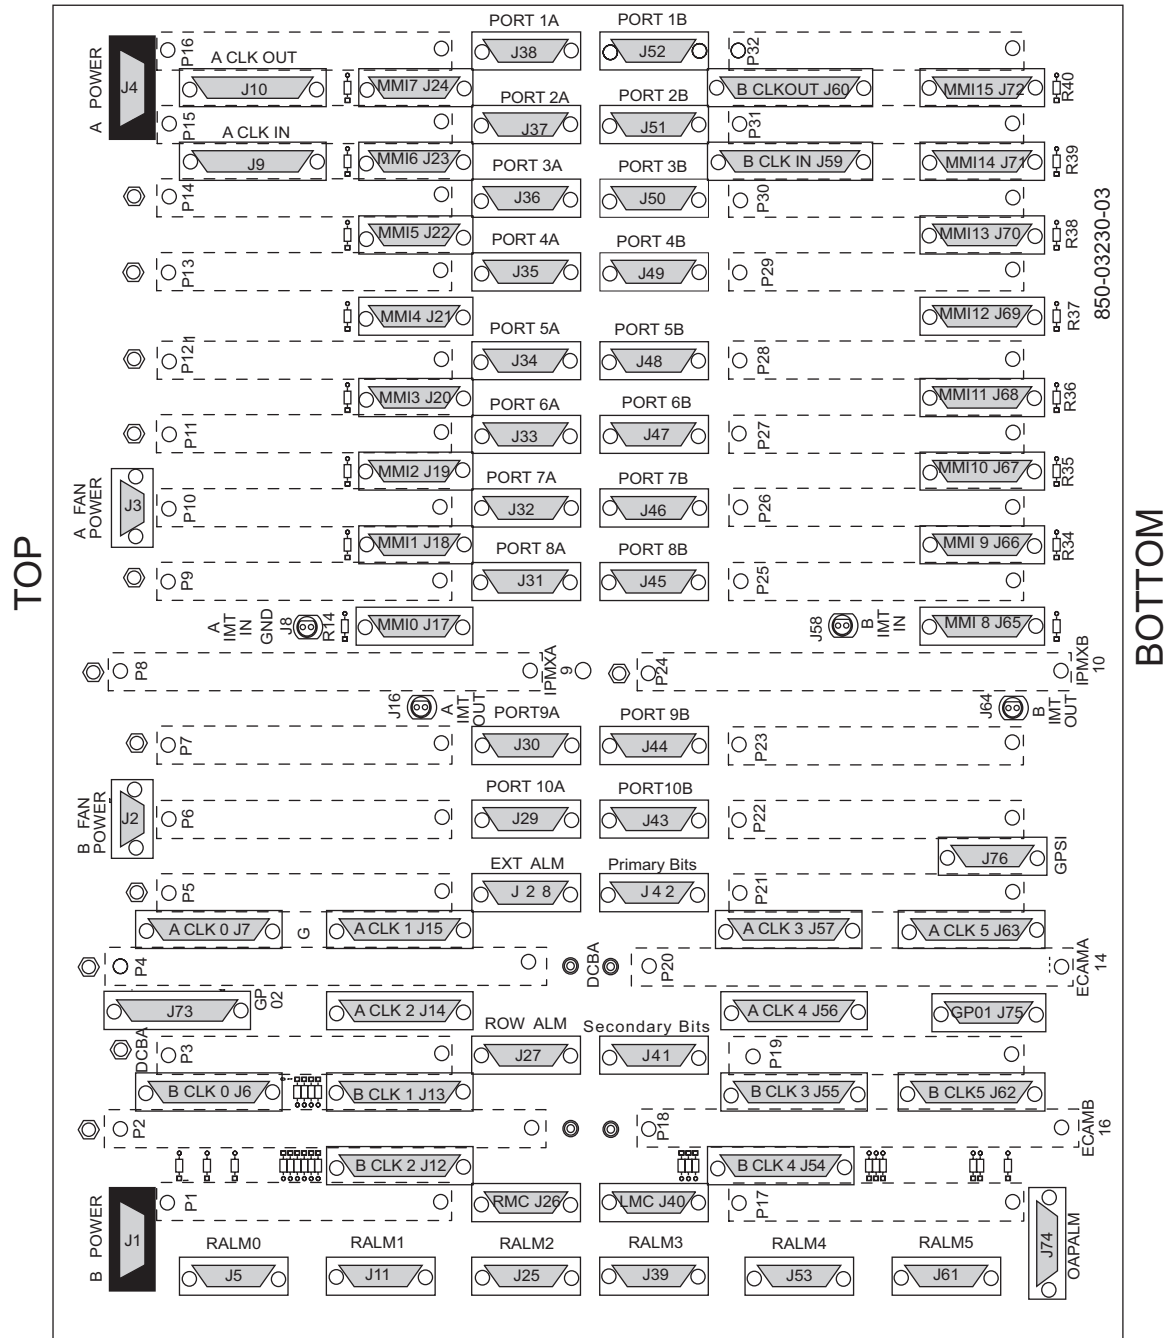 PORT 1A PORT 1B
A POWER J4 P16 A CLK OUT J38 J52 P32
J10 MMI7 J24 B CLKOUT J60 MMI15 J72 R40
PORT 2A PORT 2B
P15 A CLK IN J37 J51 P31
J9 MMI6 J23 B CLK IN J59 MMI14 J71 R39
PORT 3A PORT 3B
P14 J36 J50 P30
MMI5 J22 MMI13 J70 R38
850-03230-03
PORT 4A PORT 4B
P13 J35 J49 P29
MMI4 J21 MMI12 J69 R37
PORT 5A PORT 5B
P121 J34 J48 P28
MMI3 J20 MMI11 J68 R36
PORT 6A PORT 6B
P11 J33 J47 P27
MMI2 J19 MMI10 J67 R35
A FAN
POWER
J3
PORT 7A PORT 7B
P10 J32 J46 P26
MMI1 J18 MMI 9 J66 R34
TOP
BOTTOM
PORT 8A PORT 8B
P9 J31 J45 P25
A
IMT
IN
GND
J8 R14 MMI0 J17
J58
B
IMT
IN
MMI 8 J65
P8 IPMXA
9
P24 IPMXB
10
J16
A
IMT
OUT
J64
B
IMT
OUT
PORT9A PORT 9B
P7 J30 J44 P23
PORT 10A PORT10B
B FAN
POWER
J2 P6 J29 J43 P22
J76 GPSI
EXT ALM Primary Bits
P5 J 2 8 J 4 2 P21
A CLK 0 J7 G A CLK 1 J15 A CLK 3 J57 A CLK 5 J63
P4 DCBA P20 ECAMA
14
J73 GP
02
A CLK 2 J14 A CLK 4 J56 GP01 J75
ROW ALM Secondary Bits
DCBA P3 J27 J41 P19
B CLK 0 J6 B CLK 1 J13 B CLK 3 J55 B CLK5 J62
P2 P18 ECAMB
16
B CLK 2 J12 B CLK 4 J54
B POWER J1 P1 RMC J26 LMC J40 P17 J74 OAPALM
RALM0 RALM1 RALM2 RALM3 RALM4 RALM5
J5 J11 J25 J39 J53 J61